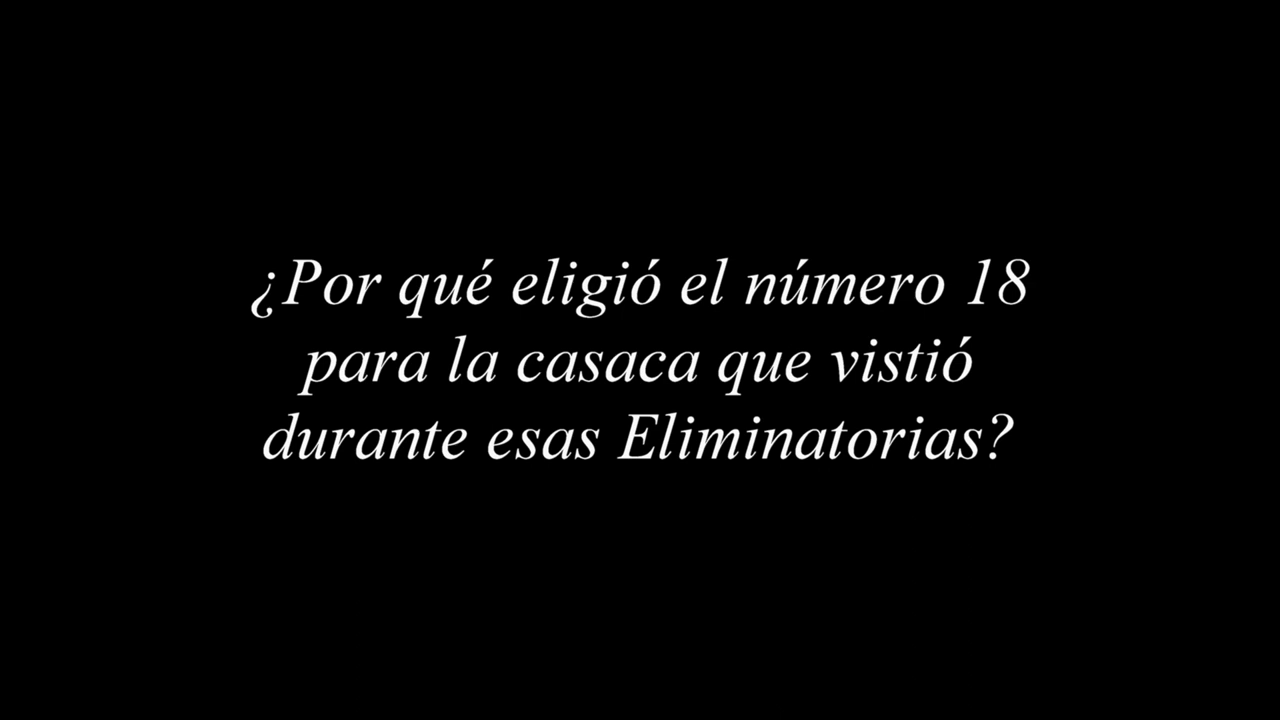 ¿Por qué eligió el número 18
para la casaca que vistió
durante esas Eliminatorias?